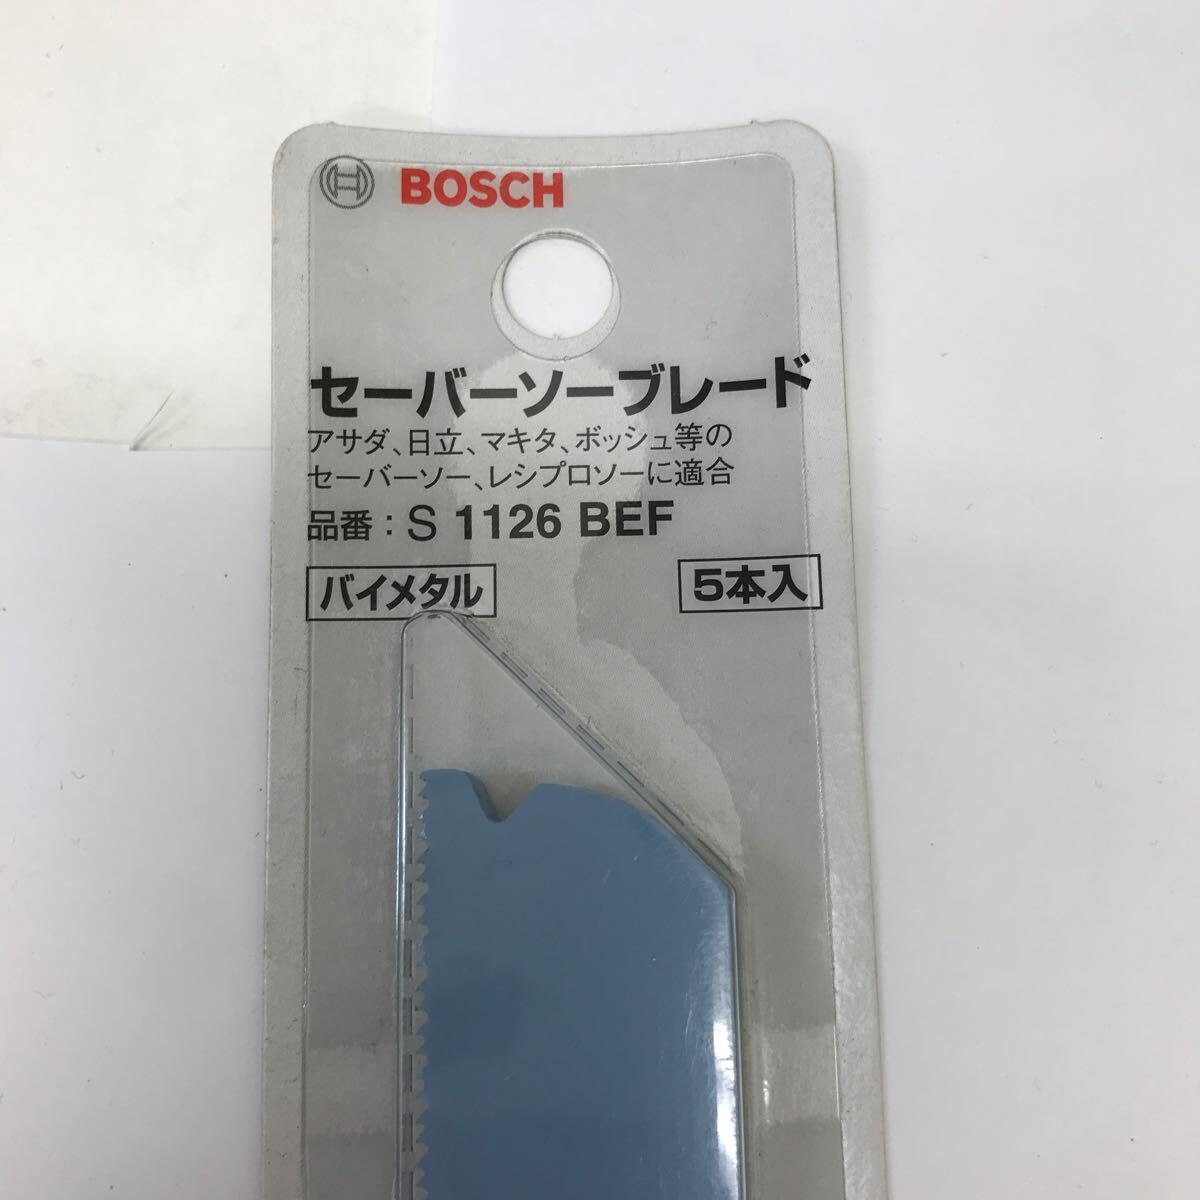 BOSCH
セーバーソーブレード
アサダ、日立、マキタ、ボッシュ等の
セーバーソー、レシプロソーに適合
品番：S 1126 BEF
バイメタル
5本入